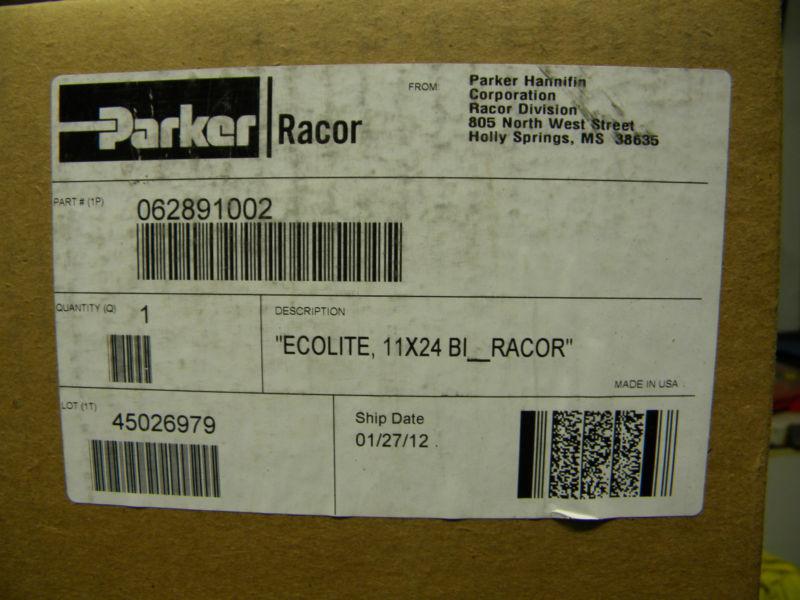 Parker Racor
FROM:
Parker Hannifin
Corporation
Racor Division
805 North West Street
Holly Springs, MS 38635
PART # (1P)
062891002
QUANTITY (Q)
1
DESCRIPTION
"ECOLITE, 11X24 BI__RACOR"
MADE IN USA
LOT (1T)
45026979
Ship Date
01/27/12